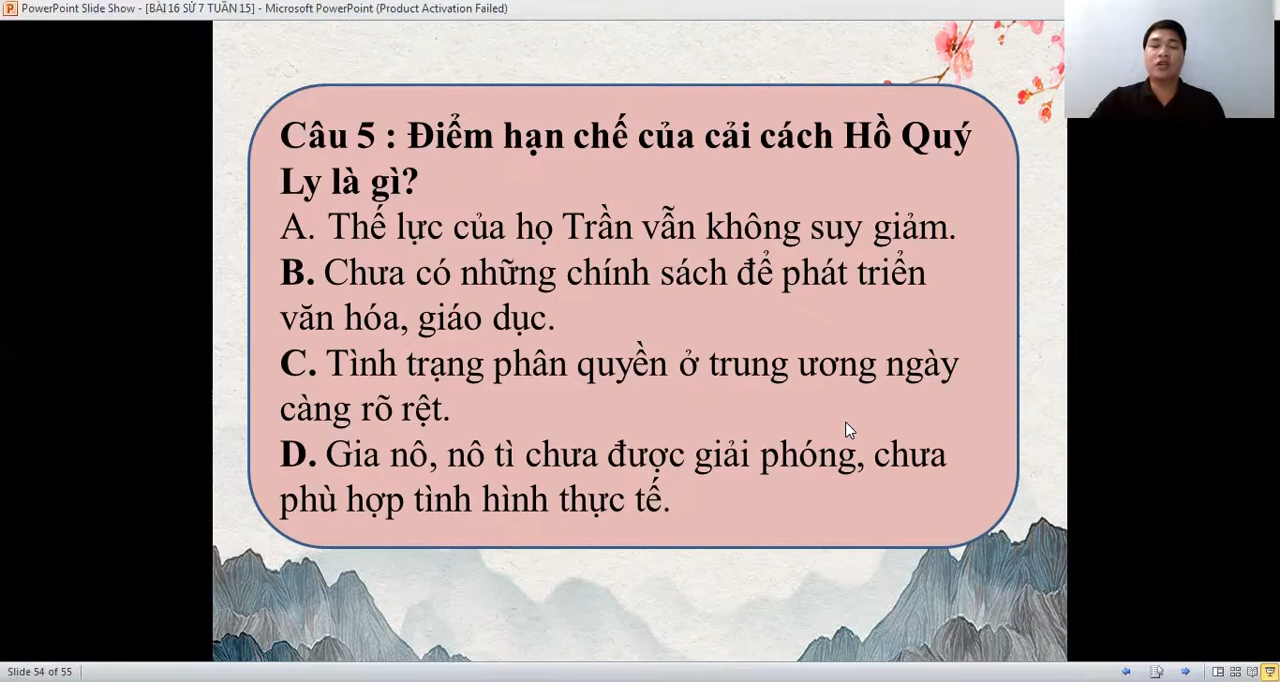 PowerPoint Slide Show - [BÀI 16 SỬ 7 TUẦN 15] - Microsoft PowerPoint (Product Activation Failed)
Câu 5 : Điểm hạn chế của cải cách Hồ Quý
Ly là gì?
A. Thế lực của họ Trần vẫn không suy giảm.
B. Chưa có những chính sách để phát triển
văn hóa, giáo dục.
C. Tình trạng phân quyền ở trung ương ngày
càng rõ rệt.
D. Gia nô, nô tì chưa được giải phóng, chưa
phù hợp tình hình thực tế.
Slide 54 of 55